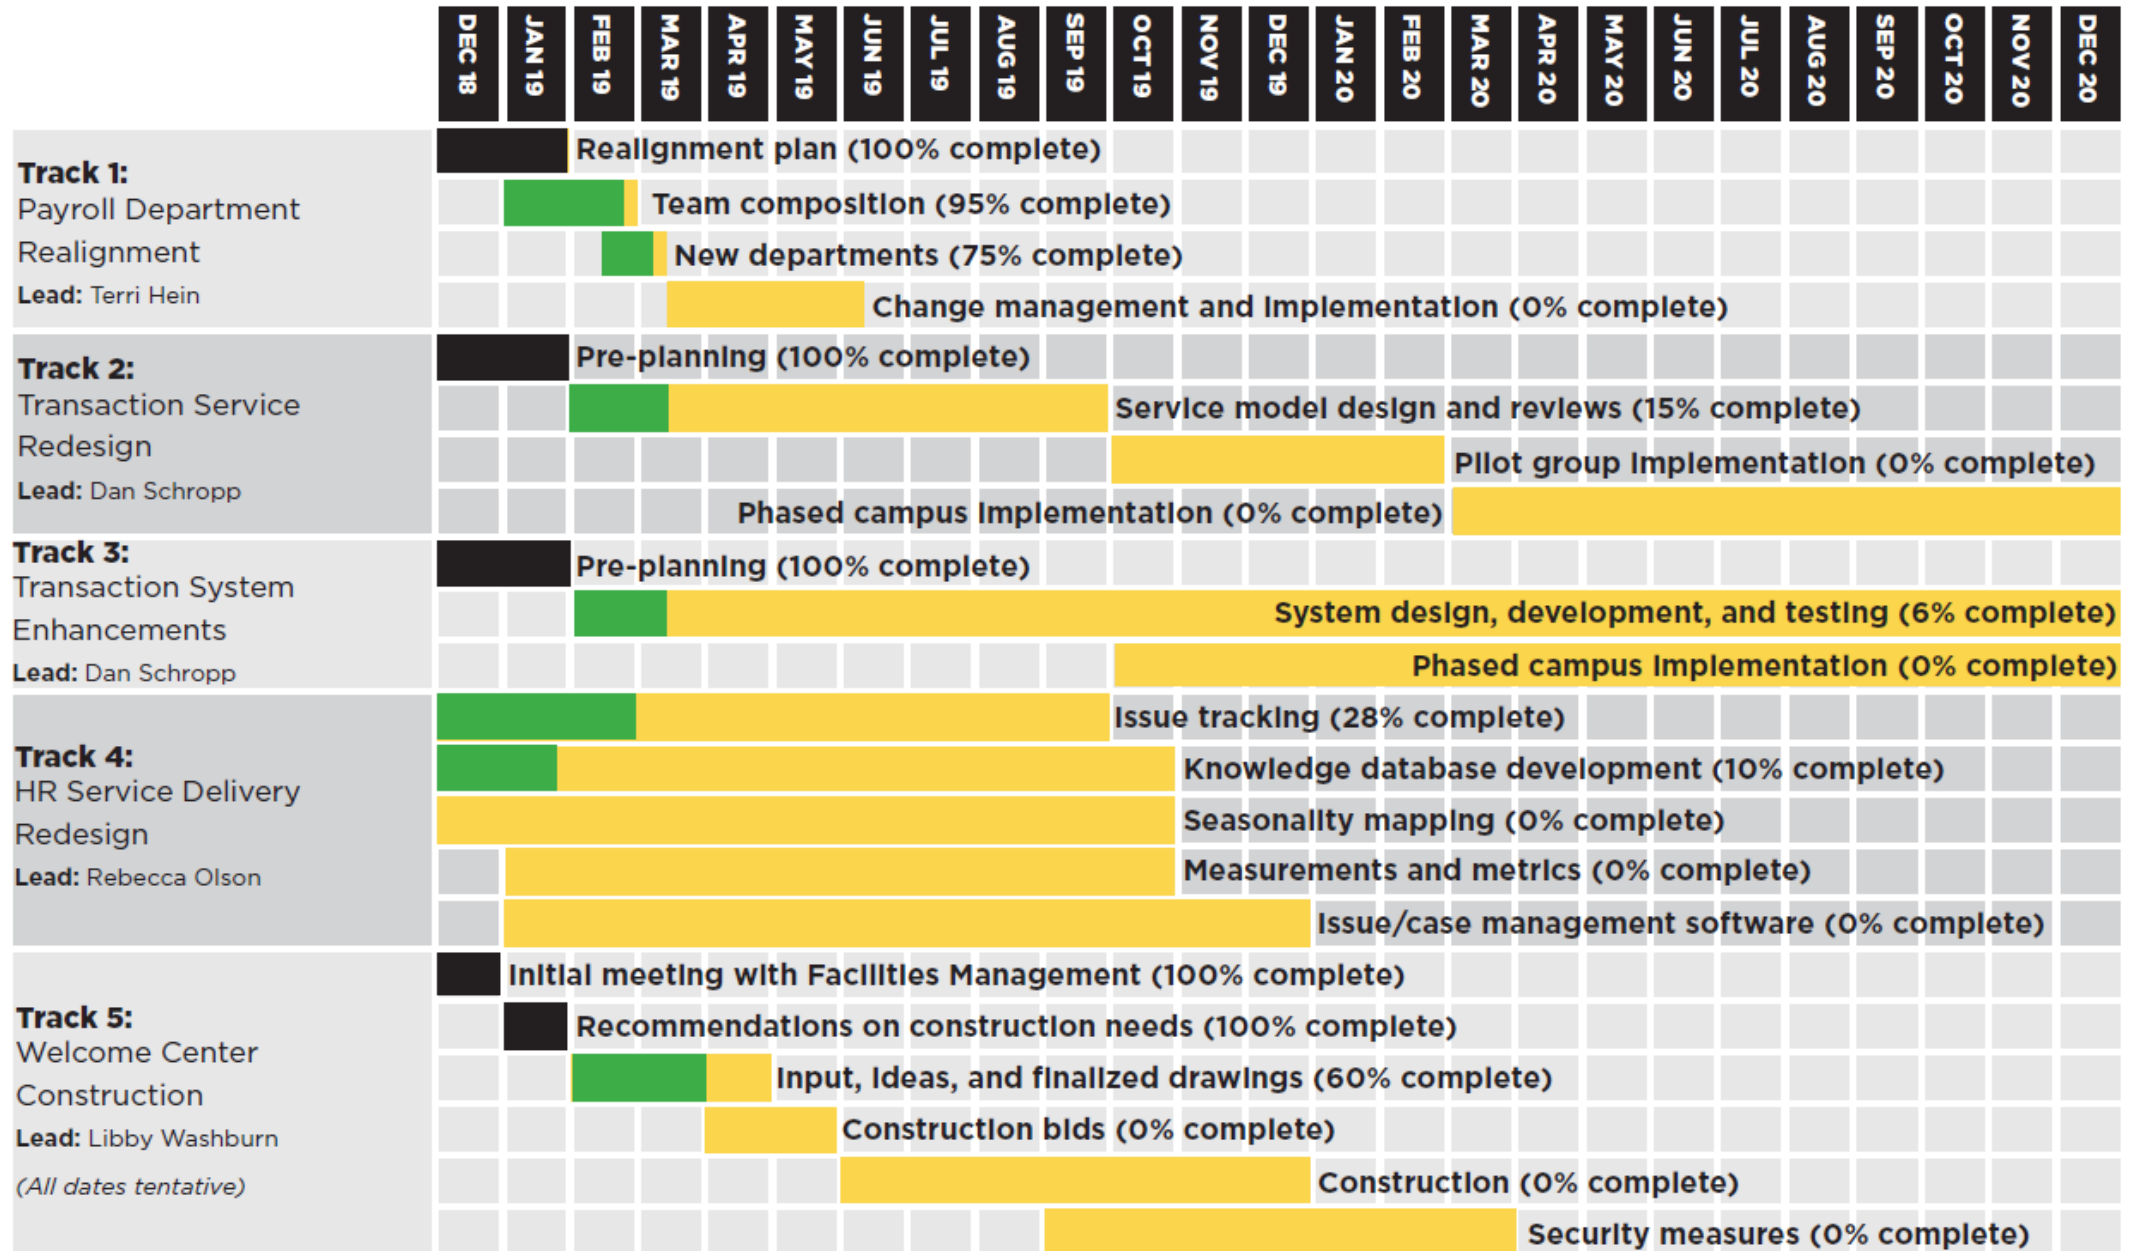 DEC 18
JAN 19
FEB 19
MAR 19
APR 19
MAY 19
JUN 19
JUL 19
AUG 19
SEP 19
OCT 19
NOV 19
DEC 19
JAN 20
FEB 20
MAR 20
APR 20
MAY 20
JUN 20
JUL 20
AUG 20
SEP 20
OCT 20
NOV 20
DEC 20
Track 1:
Payroll Department
Realignment
Lead: Terri Hein
Realignment plan (100% complete)
Team composition (95% complete)
New departments (75% complete)
Change management and implementation (0% complete)
Track 2:
Transaction Service
Redesign
Lead: Dan Schropp
Pre-planning (100% complete)
Service model design and reviews (15% complete)
Pilot group implementation (0% complete)
Phased campus implementation (0% complete)
Track 3:
Transaction System
Enhancements
Lead: Dan Schropp
Pre-planning (100% complete)
System design, development, and testing (6% complete)
Phased campus implementation (0% complete)
Track 4:
HR Service Delivery
Redesign
Lead: Rebecca Olson
Issue tracking (28% complete)
Knowledge database development (10% complete)
Seasonality mapping (0% complete)
Measurements and metrics (0% complete)
Issue/case management software (0% complete)
Track 5:
Welcome Center
Construction
Lead: Libby Washburn
(All dates tentative)
Initial meeting with Facilities Management (100% complete)
Recommendations on construction needs (100% complete)
Input, ideas, and finalized drawings (60% complete)
Construction bids (0% complete)
Construction (0% complete)
Security measures (0% complete)